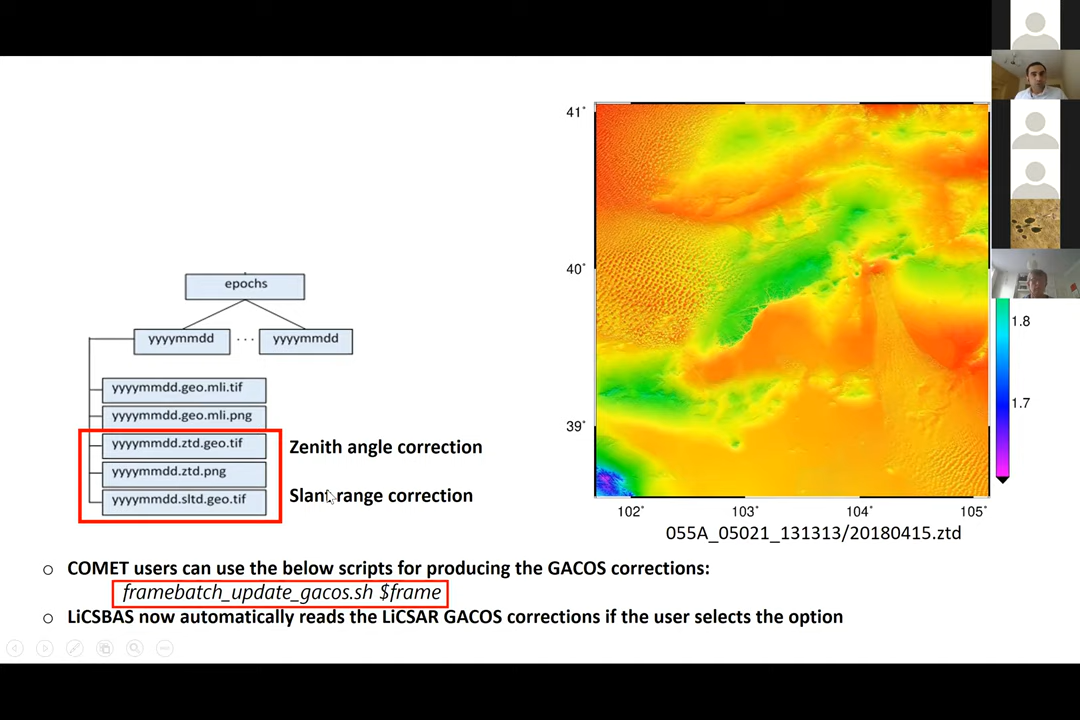 epochs
yyyymmdd ... yyyymmdd
yyyymmdd.geo.mli.tif
yyyymmdd.geo.mli.png
yyyymmdd.ztd.geo.tif
yyyymmdd.ztd.png
yyyymmdd.sltd.geo.tif
Zenith angle correction
Slant range correction
41°
40°
39°
102°
103°
104°
105°
1.8
1.7
055A_05021_131313/20180415.ztd
o COMET users can use the below scripts for producing the GACOS corrections:
framebatch_update_gacos.sh $frame
o LiCSBAS now automatically reads the LiCSAR GACOS corrections if the user selects the option